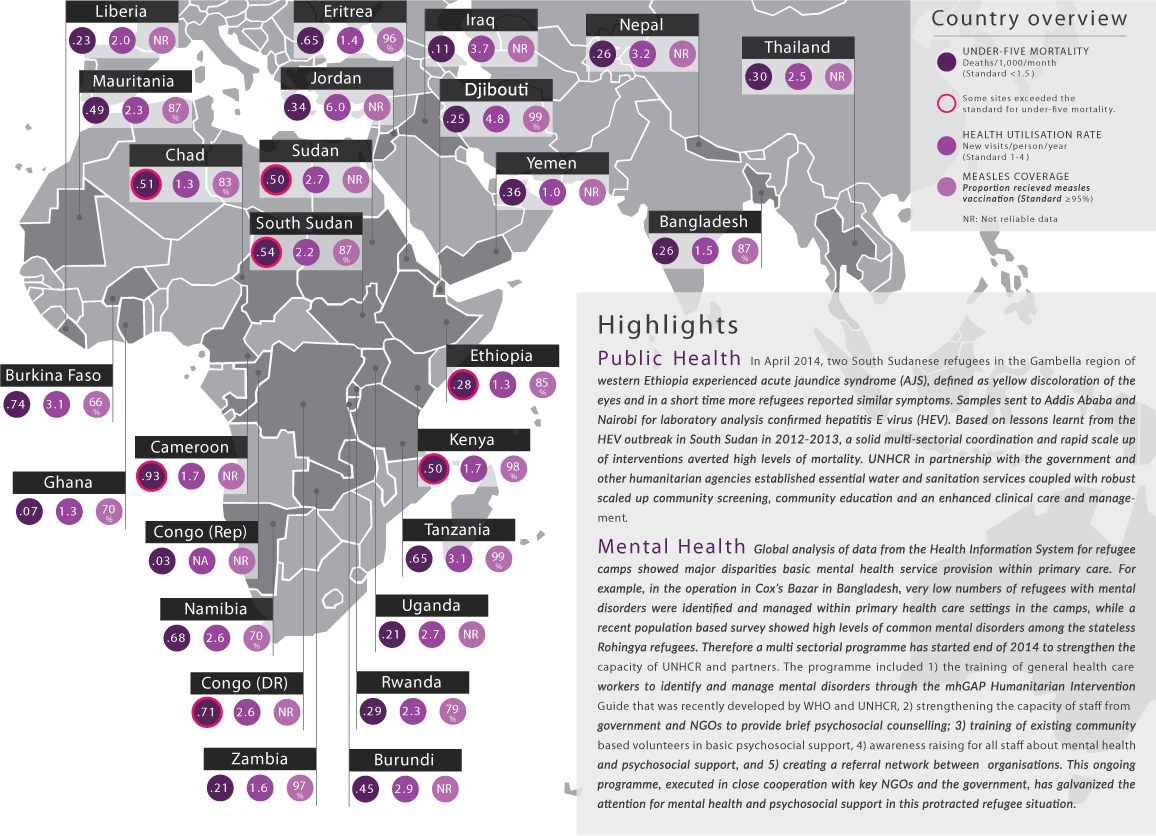 Liberia
.23 2.0 NR
Eritrea
.65 1.4 96 %
Iraq
.11 3.7 NR
Nepal
.26 3.2 NR
Thailand
.30 2.5 NR
Mauritania
.49 2.3 87 %
Jordan
.34 6.0 NR
Djibouti
.25 4.8 99 %
Chad
.51 1.3 83 %
Sudan
.50 2.7 NR
Yemen
.36 1.0 NR
South Sudan
.54 2.2 87 %
Bangladesh
.26 1.5 87 %
Country overview
UNDER-FIVE MORTALITY
Deaths/1,000/month
(Standard <1.5)
Some sites exceeded the
standard for under-five mortality.
HEALTH UTILISATION RATE
New visits/person/year
(Standard 1-4)
MEASLES COVERAGE
Proportion recieved measles
vaccination (Standard ≥95%)
NR: Not reliable data
Burkina Faso
.74 3.1 66 %
Ethiopia
.28 1.3 85 %
Cameroon
.93 1.7 NR
Kenya
.50 1.7 98 %
Ghana
.07 1.3 70 %
Congo (Rep)
.03 NA NR
Tanzania
.65 3.1 99 %
Namibia
.68 2.6 70 %
Uganda
.21 2.7 NR
Congo (DR)
.71 2.6 NR
Rwanda
.29 2.3 79 %
Zambia
.21 1.6 97 %
Burundi
.45 2.9 NR
Highlights
Public Health In April 2014, two South Sudanese refugees in the Gambella region of
western Ethiopia experienced acute jaundice syndrome (AJS), defined as yellow discoloration of the
eyes and in a short time more refugees reported similar symptoms. Samples sent to Addis Ababa and
Nairobi for laboratory analysis confirmed hepatitis E virus (HEV). Based on lessons learnt from the
HEV outbreak in South Sudan in 2012-2013, a solid multi-sectorial coordination and rapid scale up
of interventions averted high levels of mortality. UNHCR in partnership with the government and
other humanitarian agencies established essential water and sanitation services coupled with robust
scaled up community screening, community education and an enhanced clinical care and manage-
ment.
Mental Health Global analysis of data from the Health Information System for refugee
camps showed major disparities basic mental health service provision within primary care. For
example, in the operation in Cox's Bazar in Bangladesh, very low numbers of refugees with mental
disorders were identified and managed within primary health care settings in the camps, while a
recent population based survey showed high levels of common mental disorders among the stateless
Rohingya refugees. Therefore a multi sectorial programme has started end of 2014 to strengthen the
capacity of UNHCR and partners. The programme included 1) the training of general health care
workers to identify and manage mental disorders through the mhGAP Humanitarian Intervention
Guide that was recently developed by WHO and UNHCR, 2) strengthening the capacity of staff from
government and NGOs to provide brief psychosocial counselling; 3) training of existing community
based volunteers in basic psychosocial support, 4) awareness raising for all staff about mental health
and psychosocial support, and 5) creating a referral network between organisations. This ongoing
programme, executed in close cooperation with key NGOs and the government, has galvanized the
attention for mental health and psychosocial support in this protracted refugee situation.